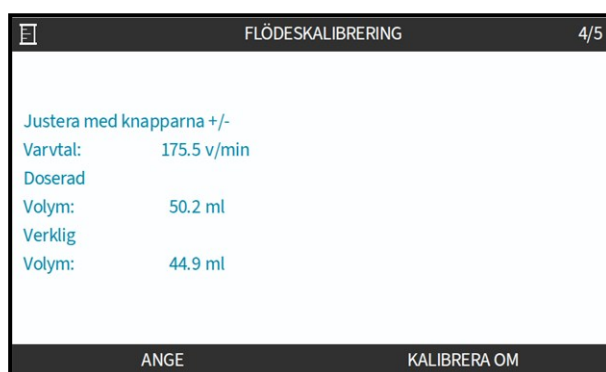 FLÖDESKALIBRERING 4/5
Justera med knapparna +/-
Varvtal: 175.5 v/min
Doserad
Volym: 50.2 ml
Verklig
Volym: 44.9 ml
ANGE KALIBRERA OM